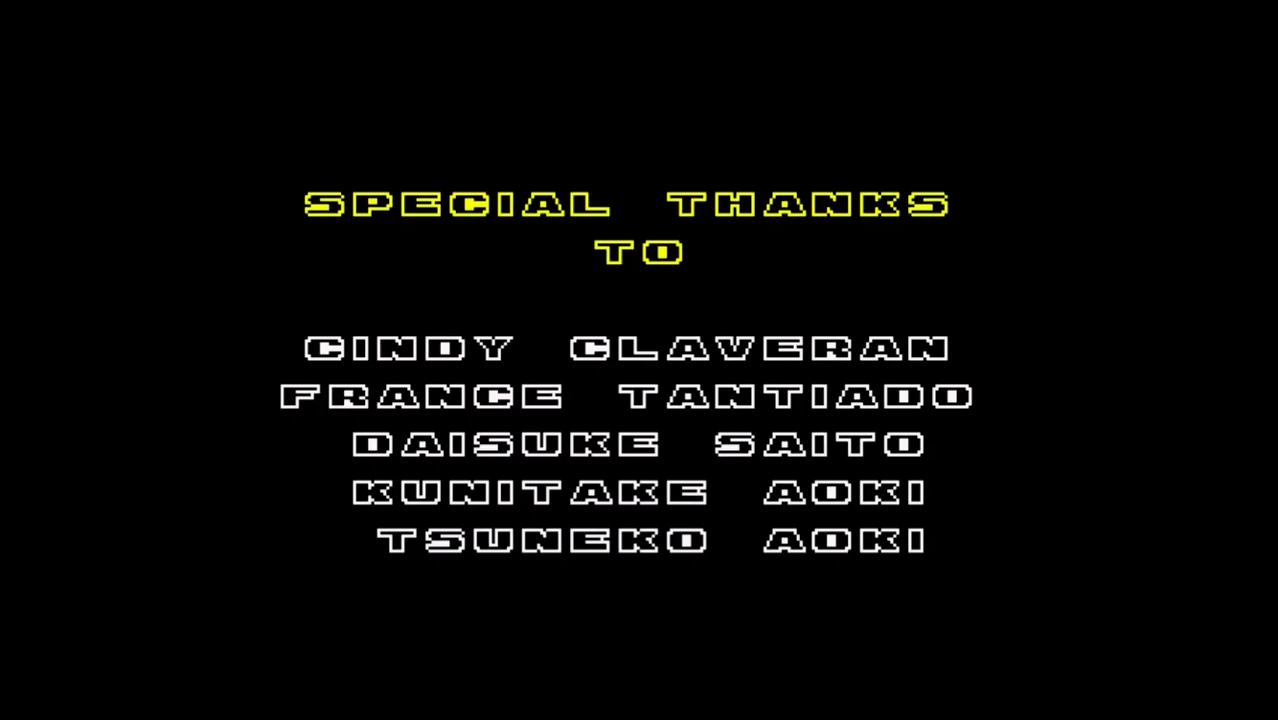 SPECIAL THANKS
TO
CINDY CLAVERAN
FRANCE TANTIADO
DAISUKE SAITO
KUNITAKE AOKI
TSUNEKO AOKI